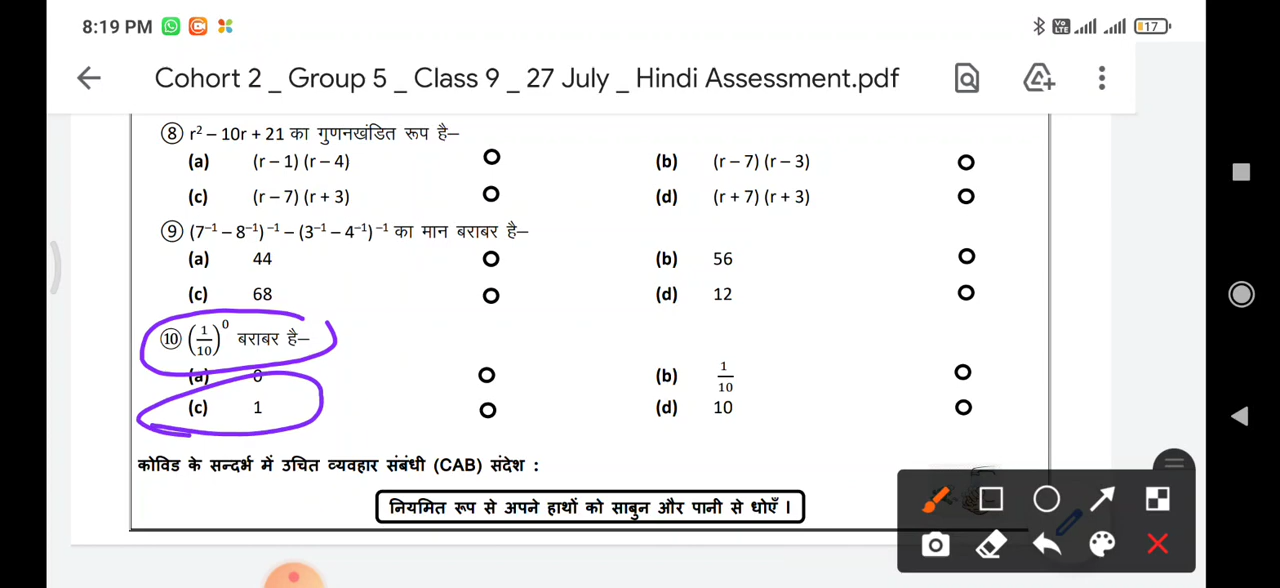 8:19 PM
Vo LTE
17
Cohort 2 _ Group 5 _ Class 9 _ 27 July _ Hindi Assessment.pdf
⑧ r² – 10r + 21 का गुणनखंडित रूप है–
(a) (r – 1) (r – 4) (b) (r – 7) (r – 3)
(c) (r – 7) (r + 3) (d) (r + 7) (r + 3)
⑨ (7⁻¹ – 8⁻¹)⁻¹ – (3⁻¹ – 4⁻¹)⁻¹ का मान बराबर है–
(a) 44 (b) 56
(c) 68 (d) 12
⑩ (1/10)⁰ बराबर है–
(a) 0 (b) 1/10
(c) 1 (d) 10
कोविड के सन्दर्भ में उचित व्यवहार संबंधी (CAB) संदेश :
नियमित रूप से अपने हाथों को साबुन और पानी से धोएँ ।